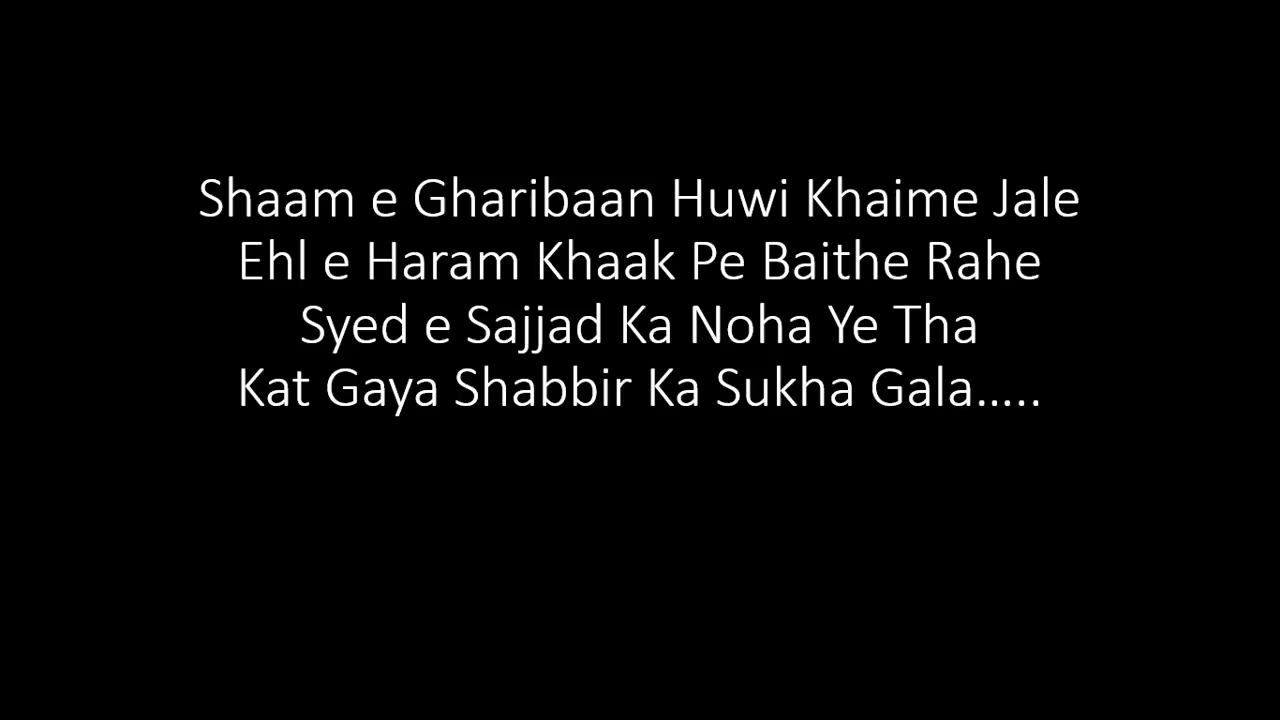 Shaam e Gharibaan Huwi Khaime Jale
Ehl e Haram Khaak Pe Baithe Rahe
Syed e Sajjad Ka Noha Ye Tha
Kat Gaya Shabbir Ka Sukha Gala.....